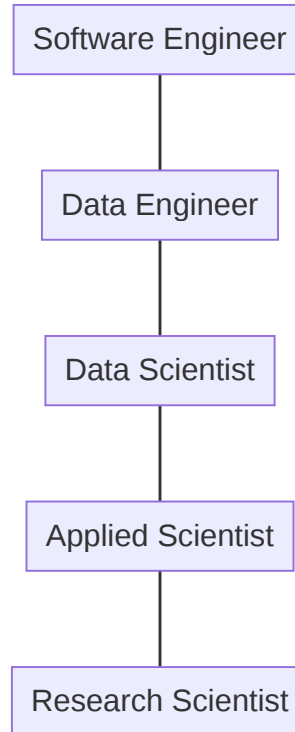 Software Engineer
Data Engineer
Data Scientist
Applied Scientist
Research Scientist